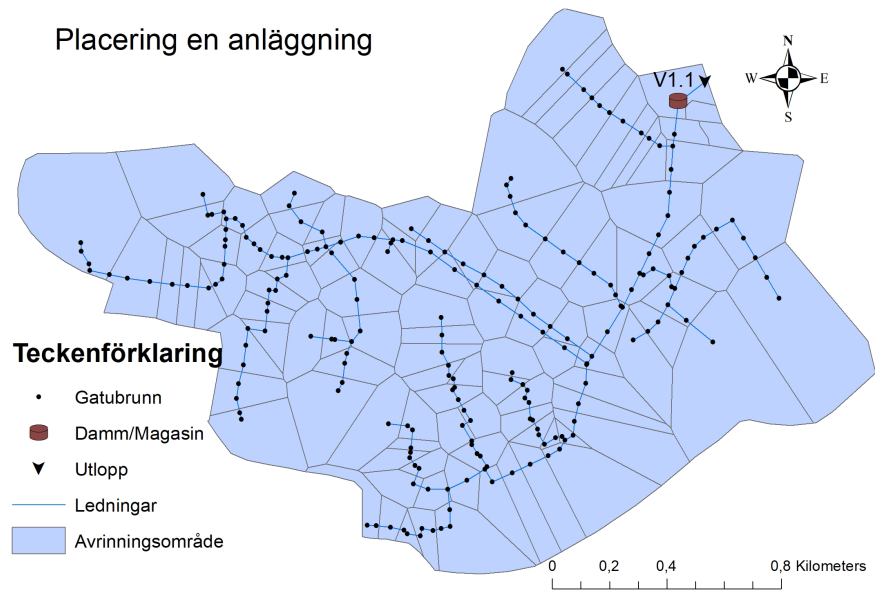 Placering en anläggning
V1.1
N
W E
S
Teckenförklaring
Gatubrunn
Damm/Magasin
Utlopp
Ledningar
Avrinningsområde
0 0,2 0,4 0,8 Kilometers